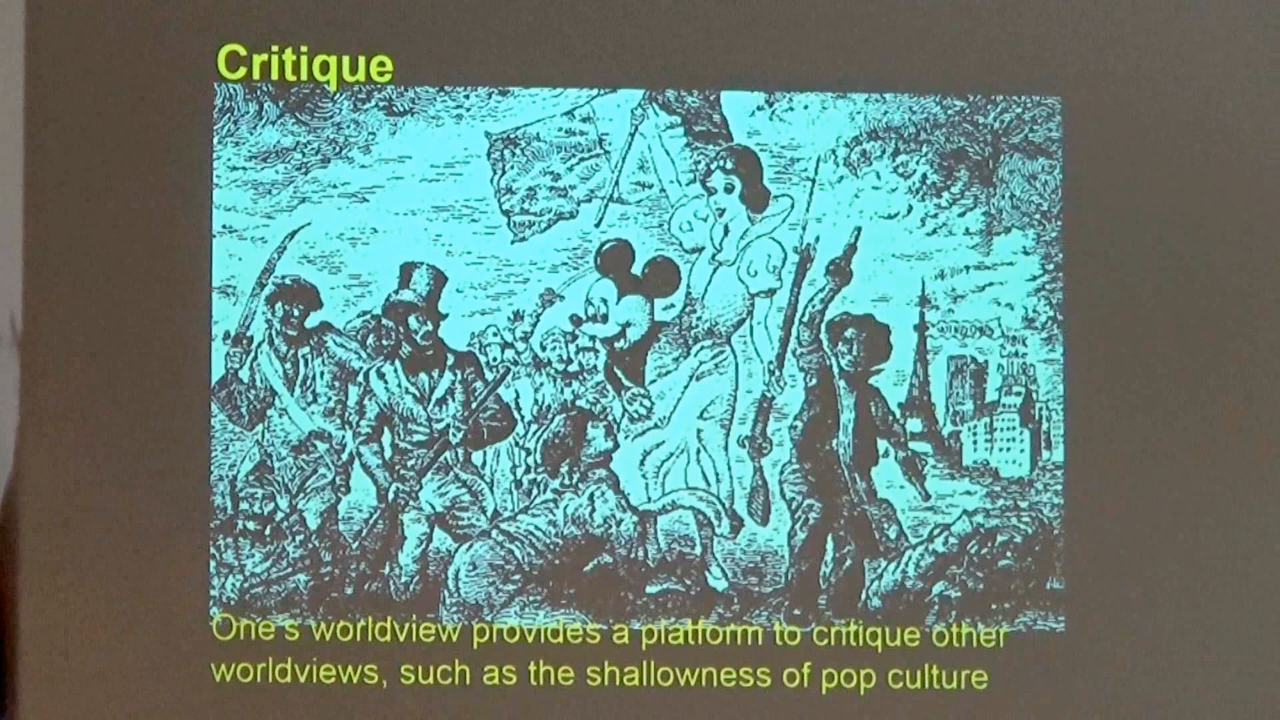 Critique
One's worldview provides a platform to critique other
worldviews, such as the shallowness of pop culture